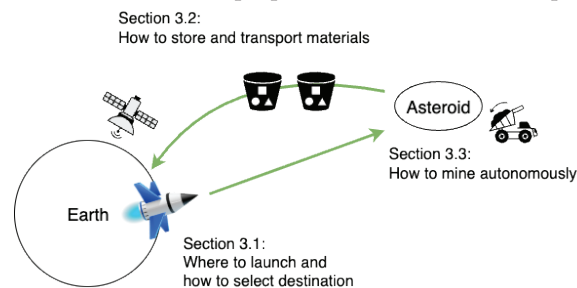 Section 3.2:
How to store and transport materials
Asteroid
Section 3.3:
How to mine autonomously
Earth
Section 3.1:
Where to launch and
how to select destination